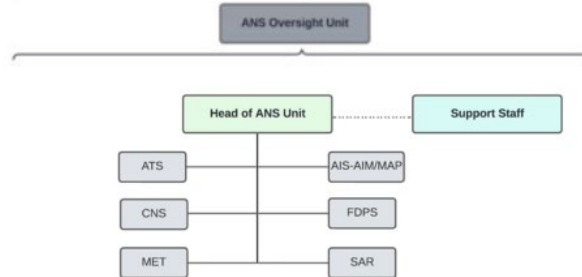 ANS Oversight Unit
Head of ANS Unit
Support Staff
ATS
AIS-AIM/MAP
CNS
FDPS
MET
SAR